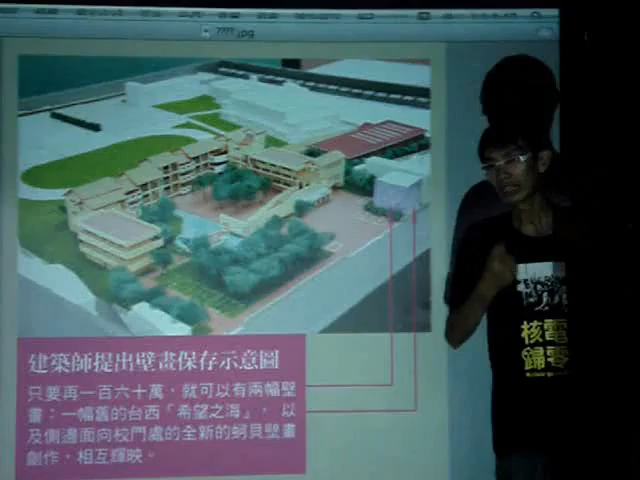 ????.jpg
建築師提出壁畫保存示意圖
只要再一百六十萬，就可以有兩幅壁
畫：一幅舊的台西「希望之海」，以
及側邊面向校門處的全新的蚵貝壁畫
創作，相互輝映。
核電
歸零